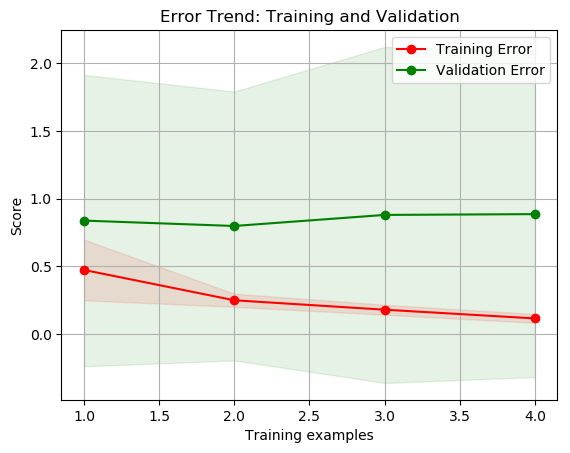 Error Trend: Training and Validation
Training Error
Validation Error
2.0
1.5
1.0
0.5
0.0
Score
1.0 1.5 2.0 2.5 3.0 3.5 4.0
Training examples